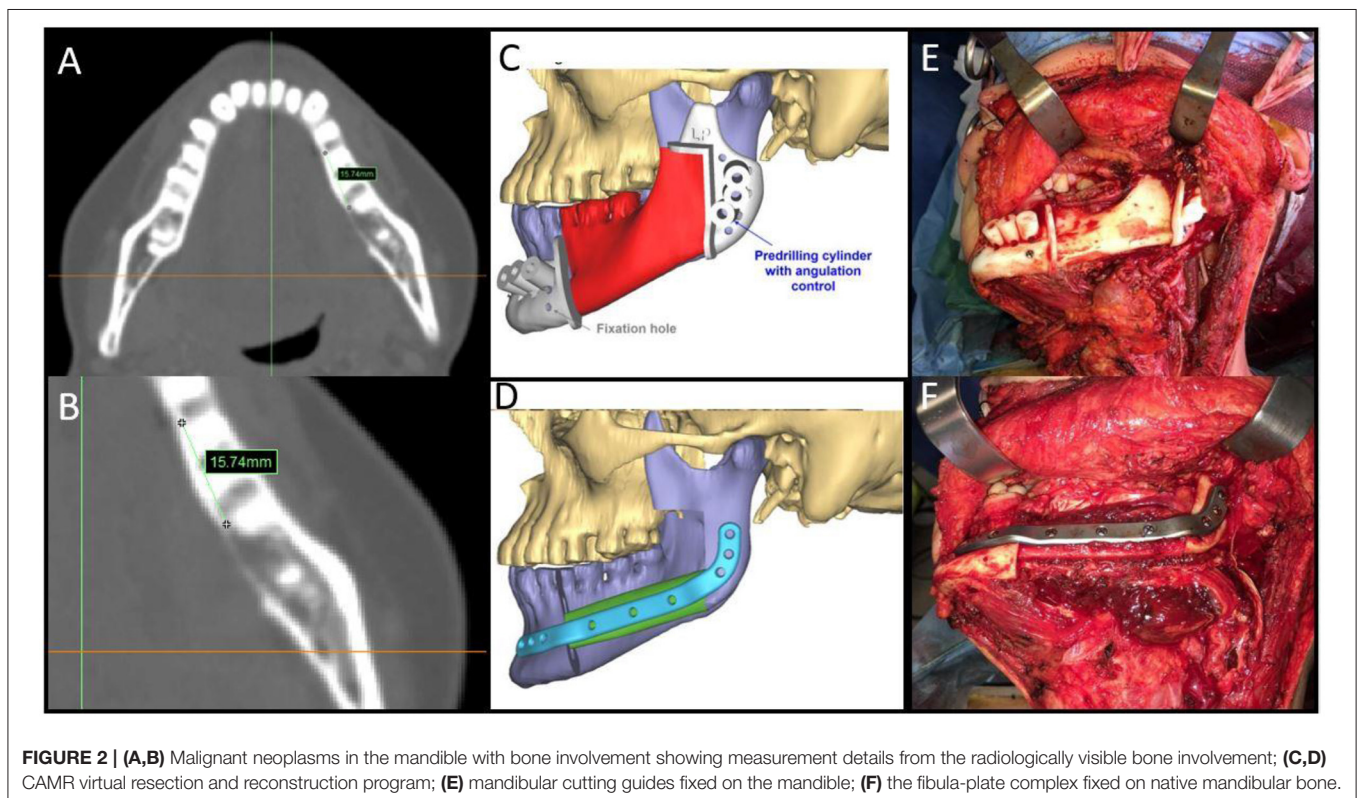 A
15.74mm
B
15.74mm
C
Predrilling cylinder
with angulation
control
Fixation hole
D
E
F
FIGURE 2 | (A,B) Malignant neoplasms in the mandible with bone involvement showing measurement details from the radiologically visible bone involvement; (C,D)
CAMR virtual resection and reconstruction program; (E) mandibular cutting guides fixed on the mandible; (F) the fibula-plate complex fixed on native mandibular bone.